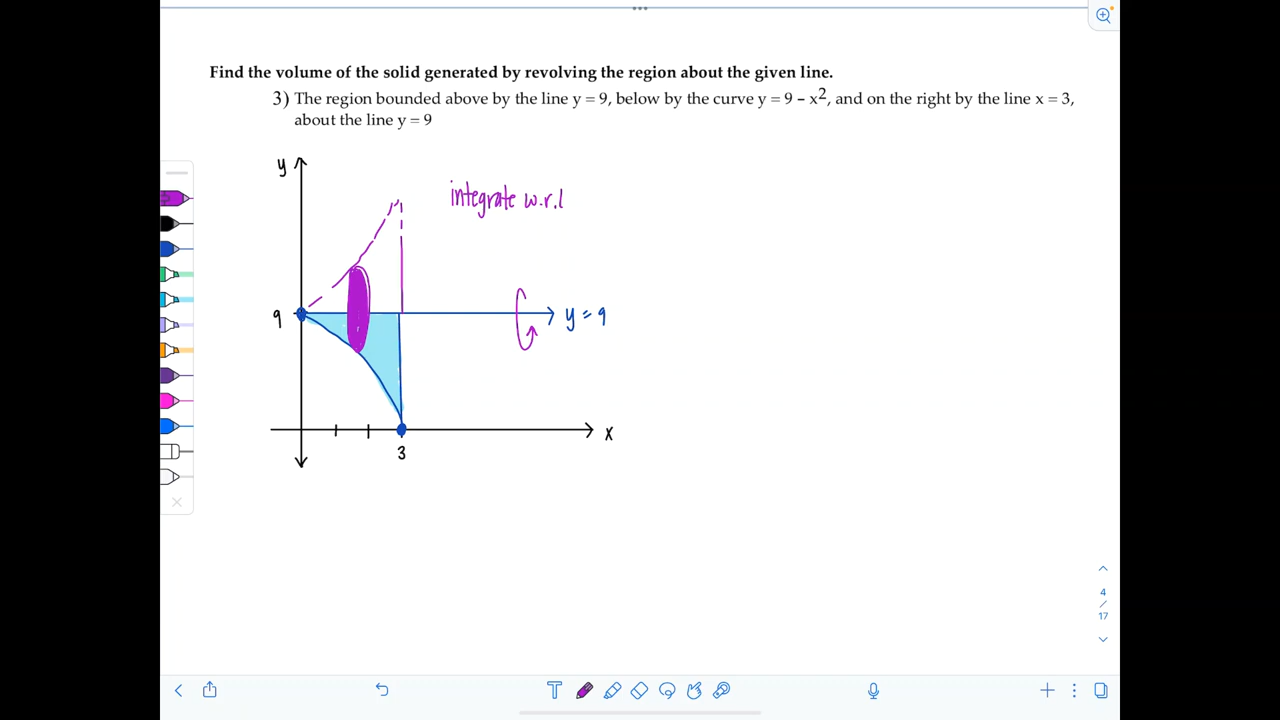 Find the volume of the solid generated by revolving the region about the given line.
3) The region bounded above by the line y = 9, below by the curve y = 9 – x², and on the right by the line x = 3,
about the line y = 9
y
integrate w.r.
9
y = 9
x
3
4
/
17
T